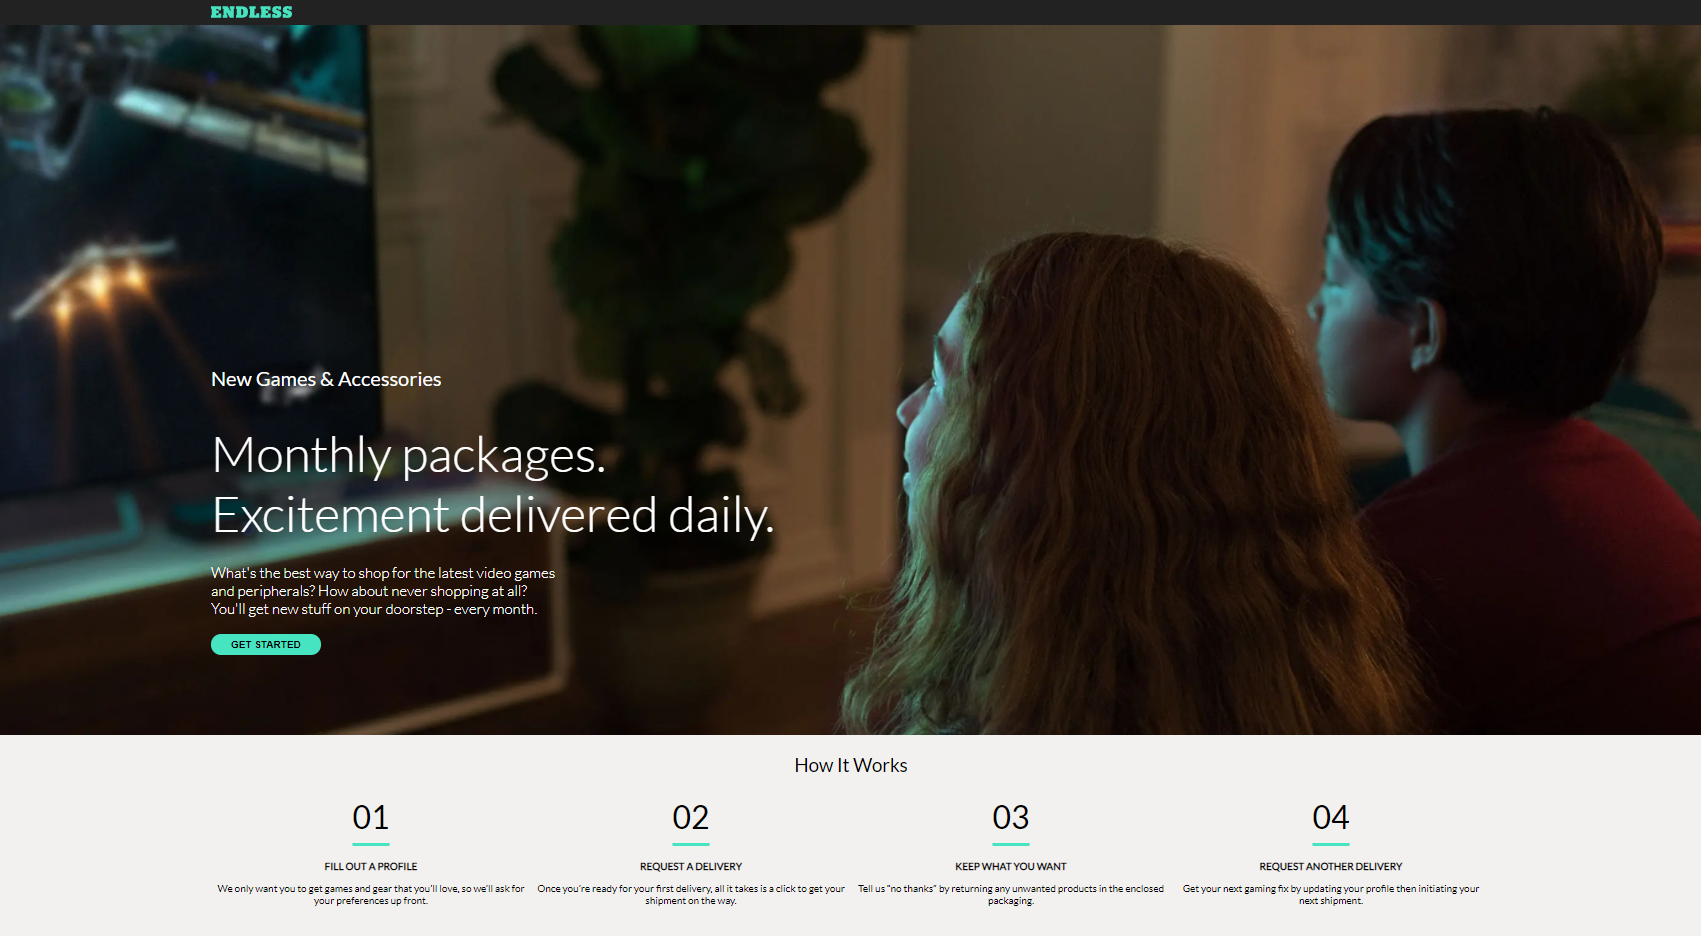 ENDLESS
New Games & Accessories
Monthly packages.
Excitement delivered daily.
What's the best way to shop for the latest video games
and peripherals? How about never shopping at all?
You'll get new stuff on your doorstep - every month.
GET STARTED
How It Works
01
FILL OUT A PROFILE
We only want you to get games and gear that you'll love, so we'll ask for
your preferences up front.
02
REQUEST A DELIVERY
Once you're ready for your first delivery, all it takes is a click to get your
shipment on the way.
03
KEEP WHAT YOU WANT
Tell us "no thanks" by returning any unwanted products in the enclosed
packaging.
04
REQUEST ANOTHER DELIVERY
Get your next gaming fix by updating your profile then initiating your
next shipment.